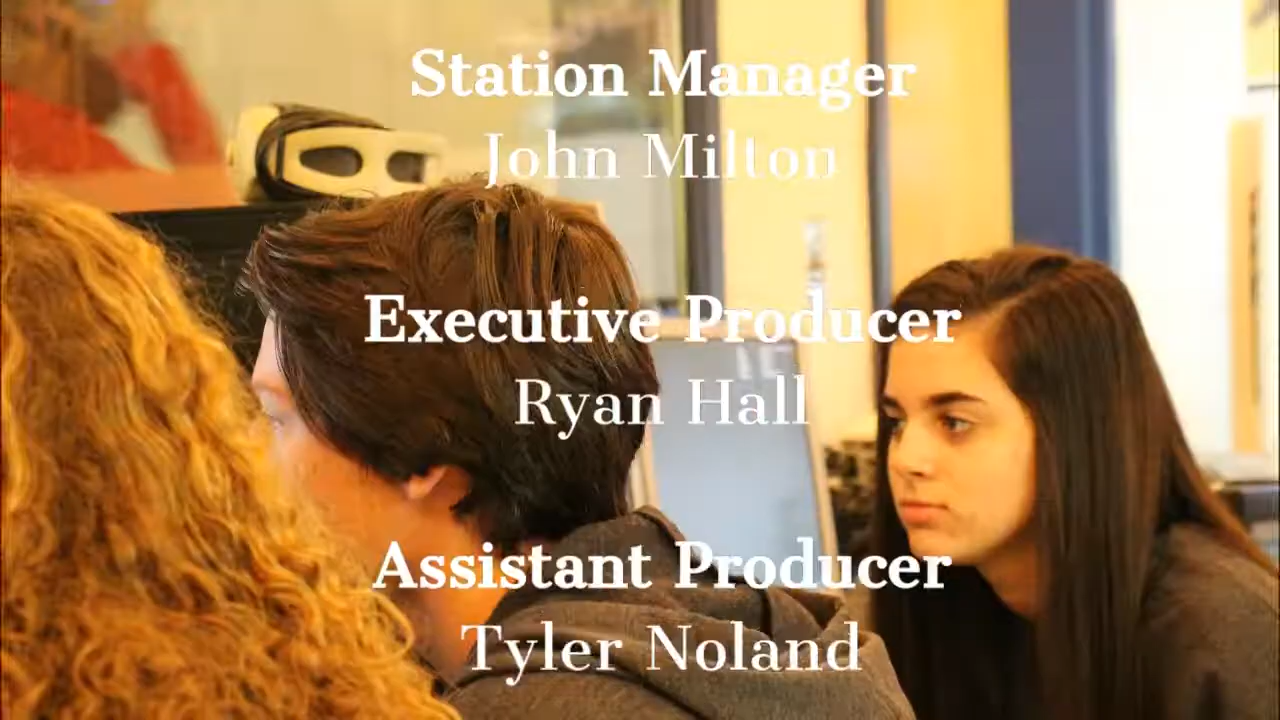 Station Manager
John Milton
Executive Producer
Ryan Hall
Assistant Producer
Tyler Noland